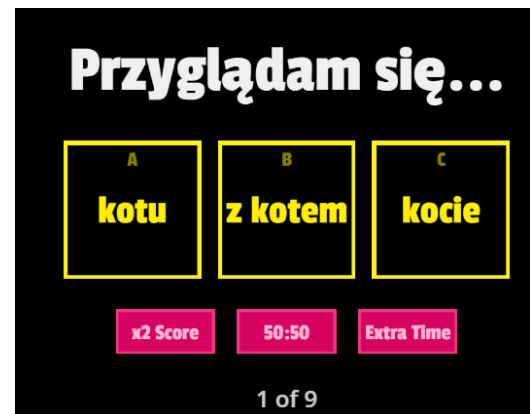 Przyglądam się...
A B C
kotu z kotem kocie
x2 Score 50:50 Extra Time
1 of 9